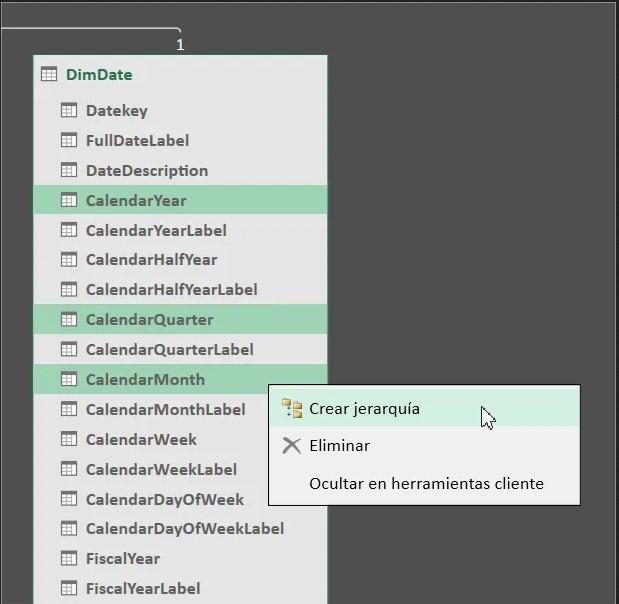 1
DimDate
Datekey
FullDateLabel
DateDescription
CalendarYear
CalendarYearLabel
CalendarHalfYear
CalendarHalfYearLabel
CalendarQuarter
CalendarQuarterLabel
CalendarMonth
CalendarMonthLabel
CalendarWeek
CalendarWeekLabel
CalendarDayOfWeek
CalendarDayOfWeekLabel
FiscalYear
FiscalYearLabel
Crear jerarquía
Eliminar
Ocultar en herramientas cliente